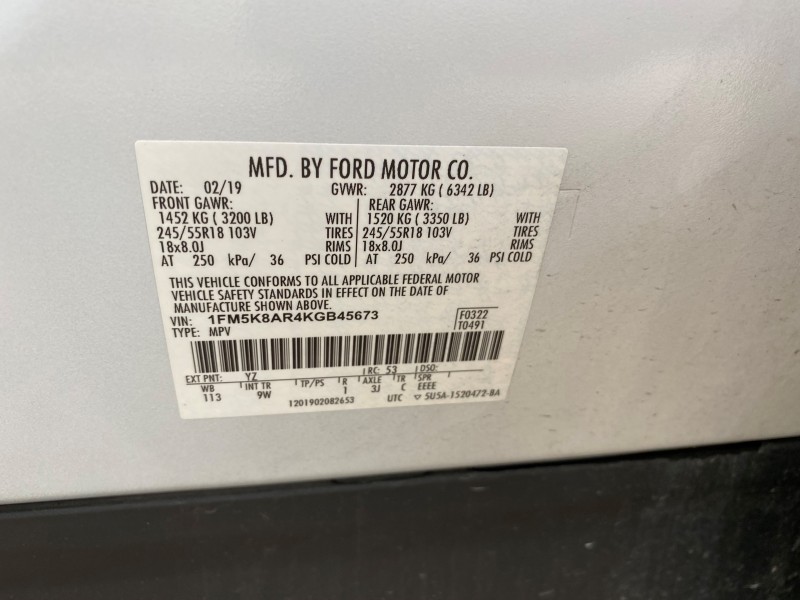 MFD. BY FORD MOTOR CO.
DATE: 02/19 GVWR: 2877 KG ( 6342 LB)
FRONT GAWR: REAR GAWR:
1452 KG ( 3200 LB) WITH 1520 KG ( 3350 LB) WITH
245/55R18 103V TIRES 245/55R18 103V TIRES
18x8.0J RIMS 18x8.0J RIMS
AT 250 kPa/ 36 PSI COLD AT 250 kPa/ 36 PSI COLD
THIS VEHICLE CONFORMS TO ALL APPLICABLE FEDERAL MOTOR
VEHICLE SAFETY STANDARDS IN EFFECT ON THE DATE OF
MANUFACTURE SHOWN ABOVE.
VIN: 1FM5K8AR4KGB45673 F0322
TYPE: MPV T0491
EXT PNT: YZ RC: 53 DSO:
WB INT TR TP/PS R AXLE TR SPR
113 9W 1 3J C EEEE
1201902082653 UTC ▽ 5U5A-1520472-BA